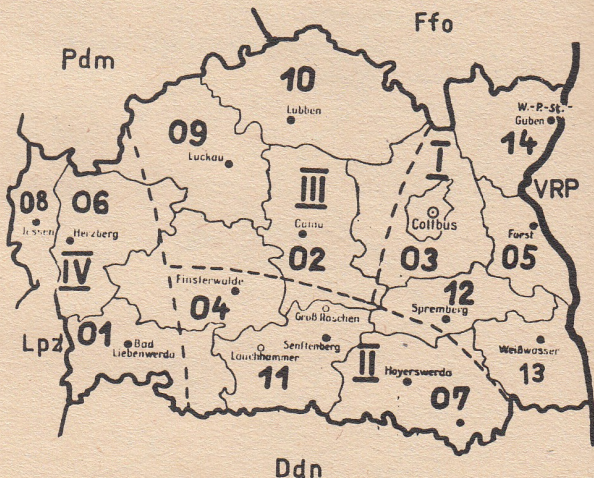 Ffo
Pdm
10
Lübben
W.-P.-St.-
Guben
14
09
Luckau
I
III
VRP
08
Jessen
06
Herzberg
Cottbus
Forst
05
Calau
02
03
IV
Finsterwalde
04
12
Spremberg
Groß Räschen
Lpz
01
Bad
Liebenwerda
Senftenberg
Lauchhammer
11
II
Weißwasser
13
Hoyerswerda
07
Ddn